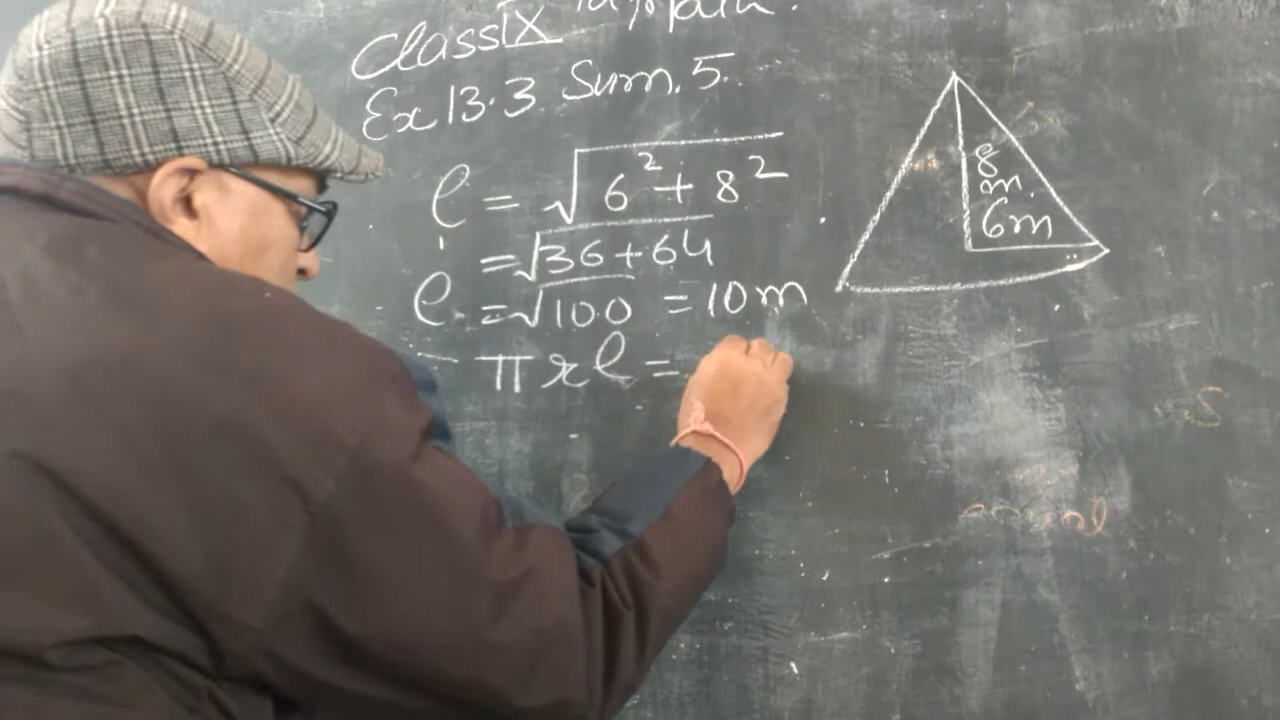 Class IX
Ex 13.3 Sum. 5.
l = √6² + 8²
= √36+64
l = √100 = 10m
πrl =
8
m.
6m